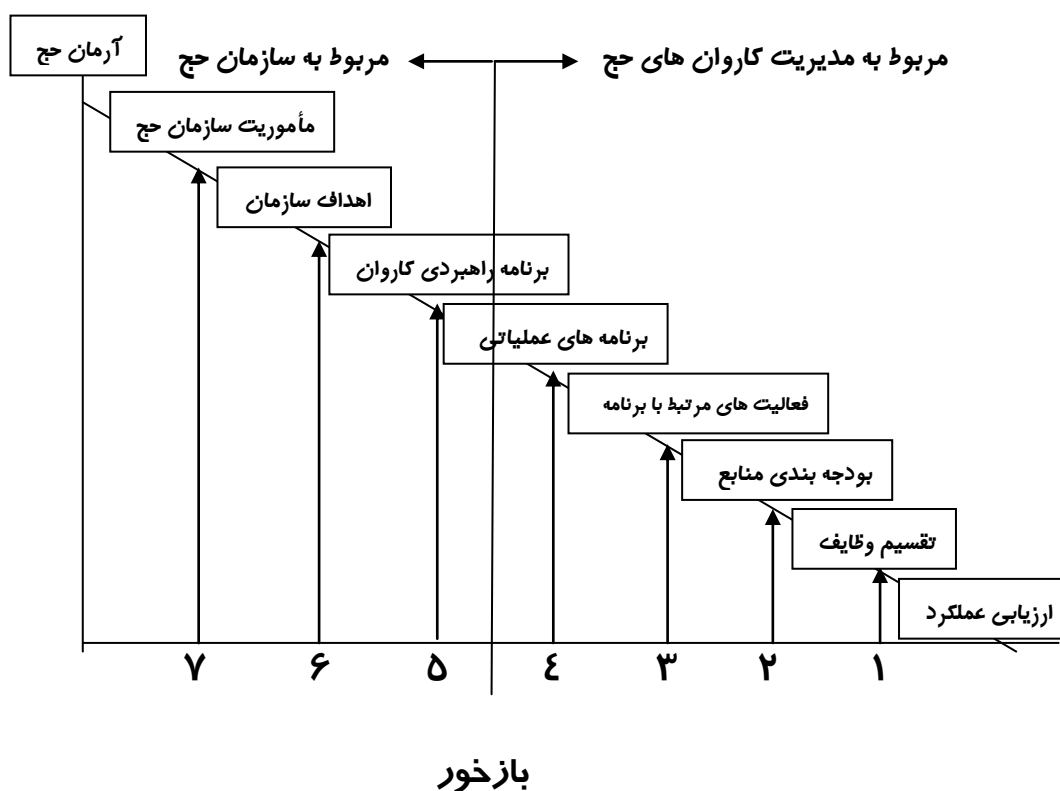 آرمان حج
مربوط به مدیریت کاروان های حج
مربوط به سازمان حج
مأموریت سازمان حج
اهداف سازمان
برنامه راهبردی کاروان
برنامه های عملیاتی
فعالیت های مرتبط با برنامه
بودجه بندی منابع
تقسیم وظایف
ارزیابی عملکرد
۱
۲
۳
٤
۵
۶
۷
بازخور